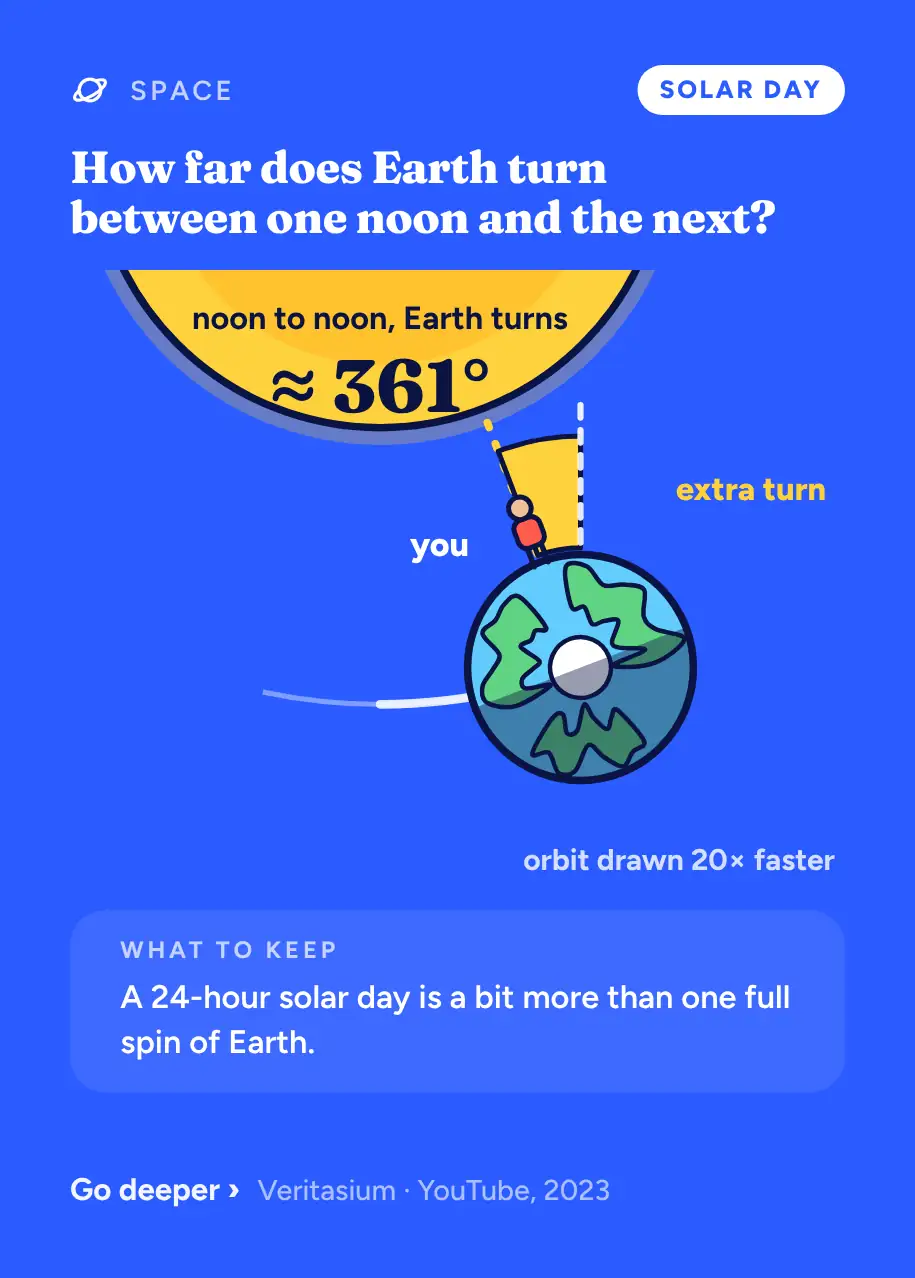 SPACE
SOLAR DAY
How far does Earth turn
between one noon and the next?
noon to noon, Earth turns
≈ 361°
extra turn
you
orbit drawn 20× faster
WHAT TO KEEP
A 24-hour solar day is a bit more than one full
spin of Earth.
Go deeper › Veritasium · YouTube, 2023